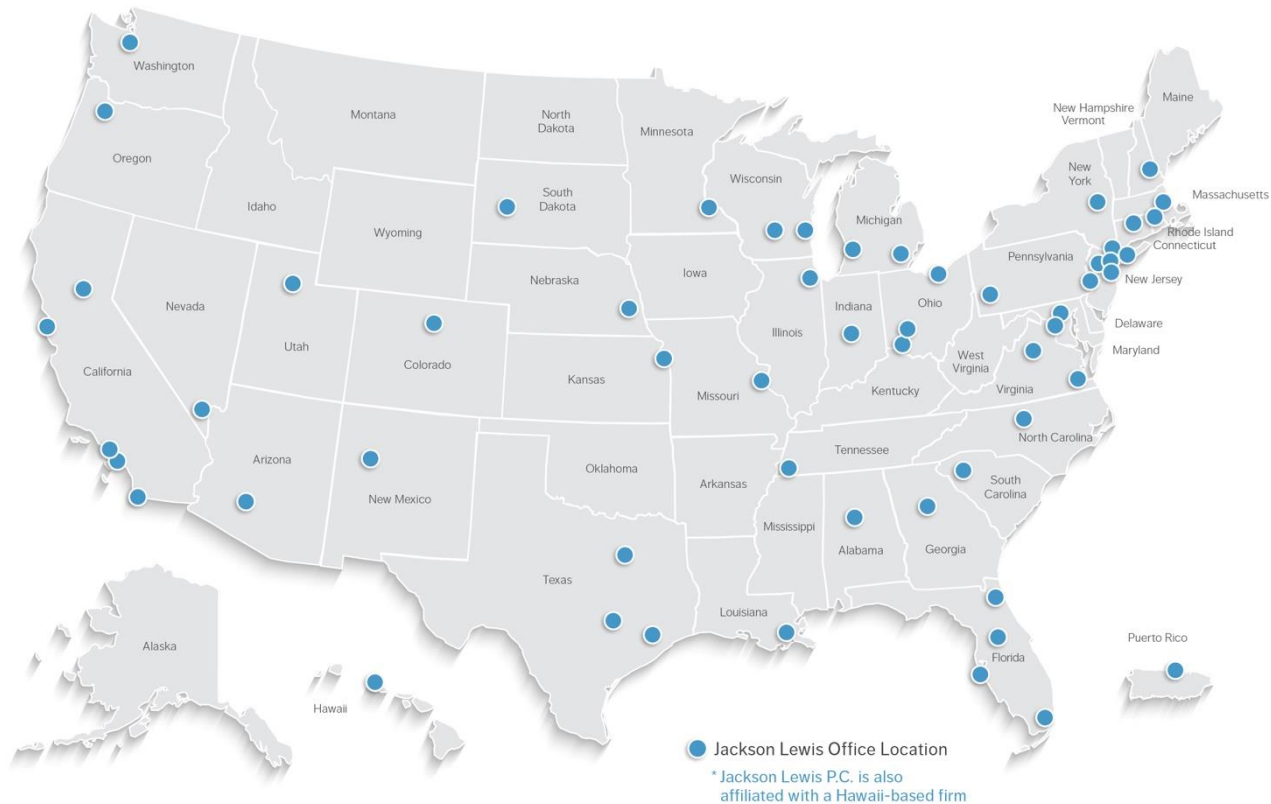 Washington
Montana
North
Dakota
Minnesota
Oregon
Idaho
South
Dakota
Wisconsin
Michigan
New Hampshire
Vermont
Maine
New
York
Massachusetts
Rhode Island
Connecticut
Wyoming
Nebraska
Iowa
Pennsylvania
New Jersey
Nevada
Utah
Colorado
Kansas
Missouri
Illinois
Indiana
Ohio
West
Virginia
Virginia
Delaware
Maryland
California
Kentucky
North Carolina
Tennessee
South
Carolina
Arizona
New Mexico
Oklahoma
Arkansas
Mississippi
Alabama
Georgia
Texas
Louisiana
Florida
Alaska
Hawaii
Puerto Rico
Jackson Lewis Office Location
* Jackson Lewis P.C. is also
affiliated with a Hawaii-based firm